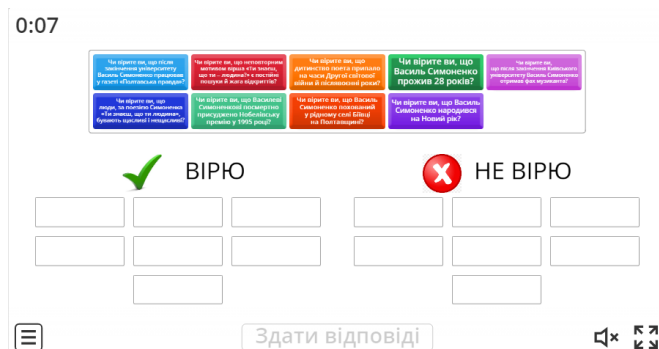 0:07
Чи вірите ви, що після
закінчення університету
Василь Симоненко працював
у газеті «Полтавська правда»?
Чи вірите ви, що неповторним
мотивом вірша «Ти знаєш,
що ти – людина?» є постійні
пошуки й жага відкриттів?
Чи вірите ви, що
дитинство поета припало
на часи Другої світової
війни й післявоєнні роки?
Чи вірите ви, що
Василь Симоненко
прожив 28 років?
Чи вірите ви,
що після закінчення Київського
університету Василь Симоненко
отримав фах музиканта?
Чи вірите ви, що
люди, за поезією Симоненка
«Ти знаєш, що ти людина»,
бувають щасливі і нещасливі?
Чи вірите ви, що Василеві
Симоненкові посмертно
присуджено Нобелівську
премію у 1995 році?
Чи вірите ви, що Василь
Симоненко похований
у рідному селі Біївці
на Полтавщині?
Чи вірите ви, що Василь
Симоненко народився
на Новий рік?
ВІРЮ
НЕ ВІРЮ
Здати відповіді